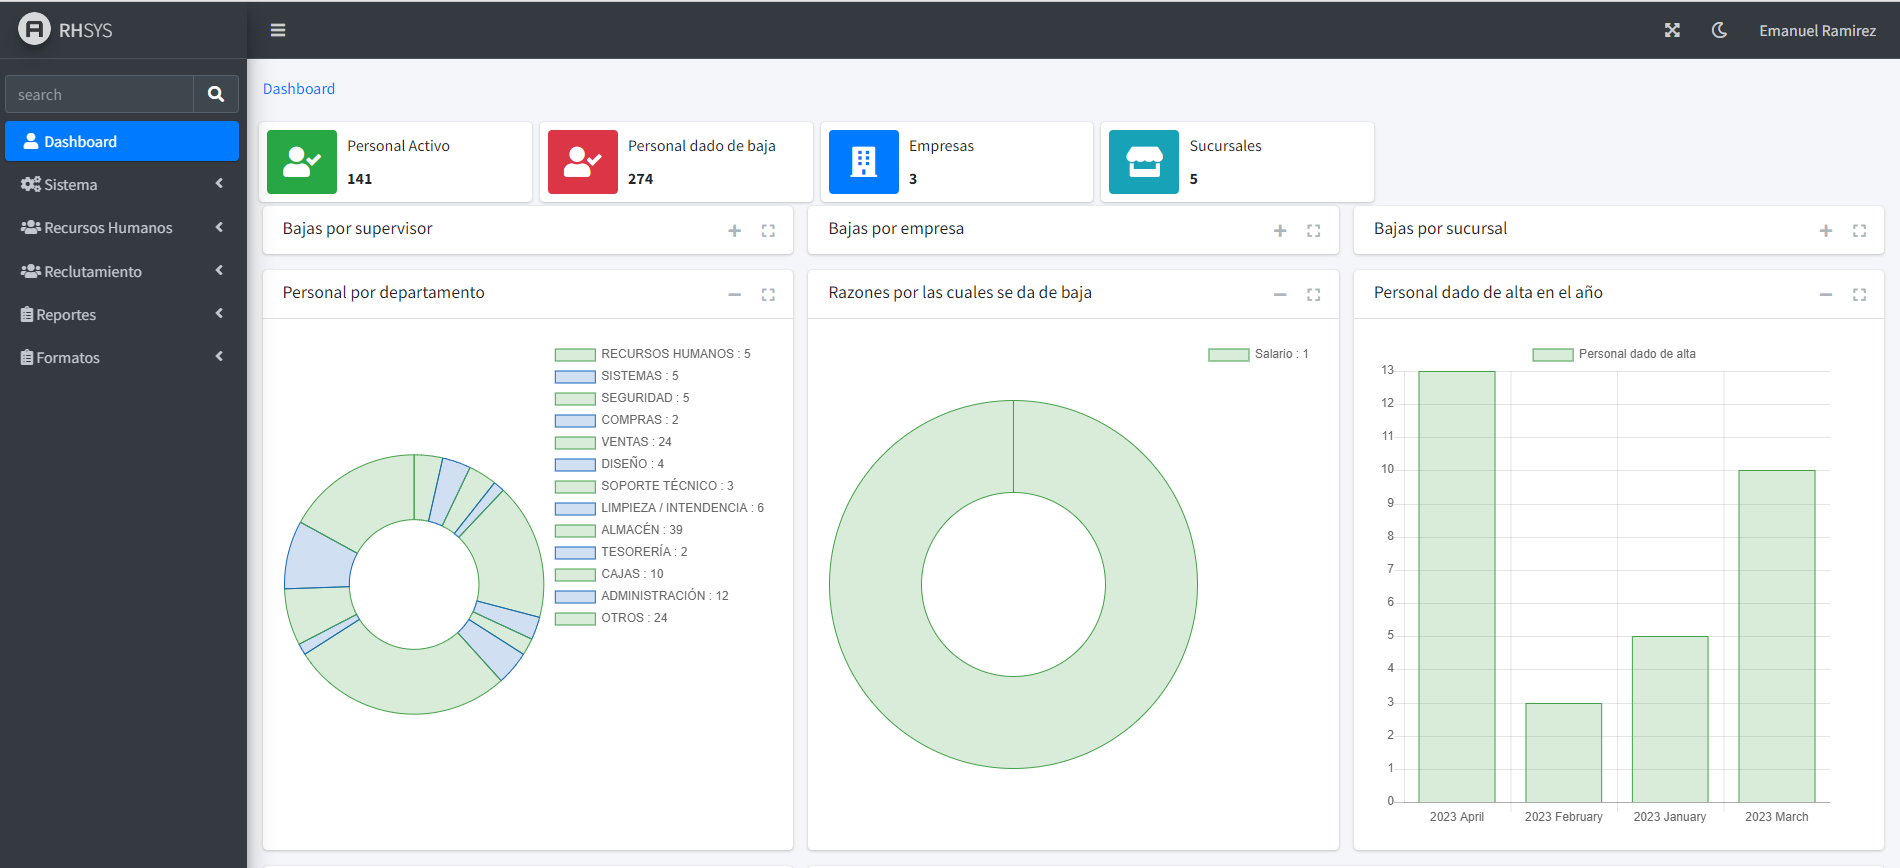 RHSYS
Emanuel Ramirez
search
Dashboard
Sistema
Recursos Humanos
Reclutamiento
Reportes
Formatos
Dashboard
Personal Activo
141
Personal dado de baja
274
Empresas
3
Sucursales
5
Bajas por supervisor
Bajas por empresa
Bajas por sucursal
Personal por departamento
RECURSOS HUMANOS : 5
SISTEMAS : 5
SEGURIDAD : 5
COMPRAS : 2
VENTAS : 24
DISEÑO : 4
SOPORTE TÉCNICO : 3
LIMPIEZA / INTENDENCIA : 6
ALMACÉN : 39
TESORERÍA : 2
CAJAS : 10
ADMINISTRACIÓN : 12
OTROS : 24
Razones por las cuales se da de baja
Salario : 1
Personal dado de alta en el año
Personal dado de alta
13
12
11
10
9
8
7
6
5
4
3
2
1
0
2023 April
2023 February
2023 January
2023 March